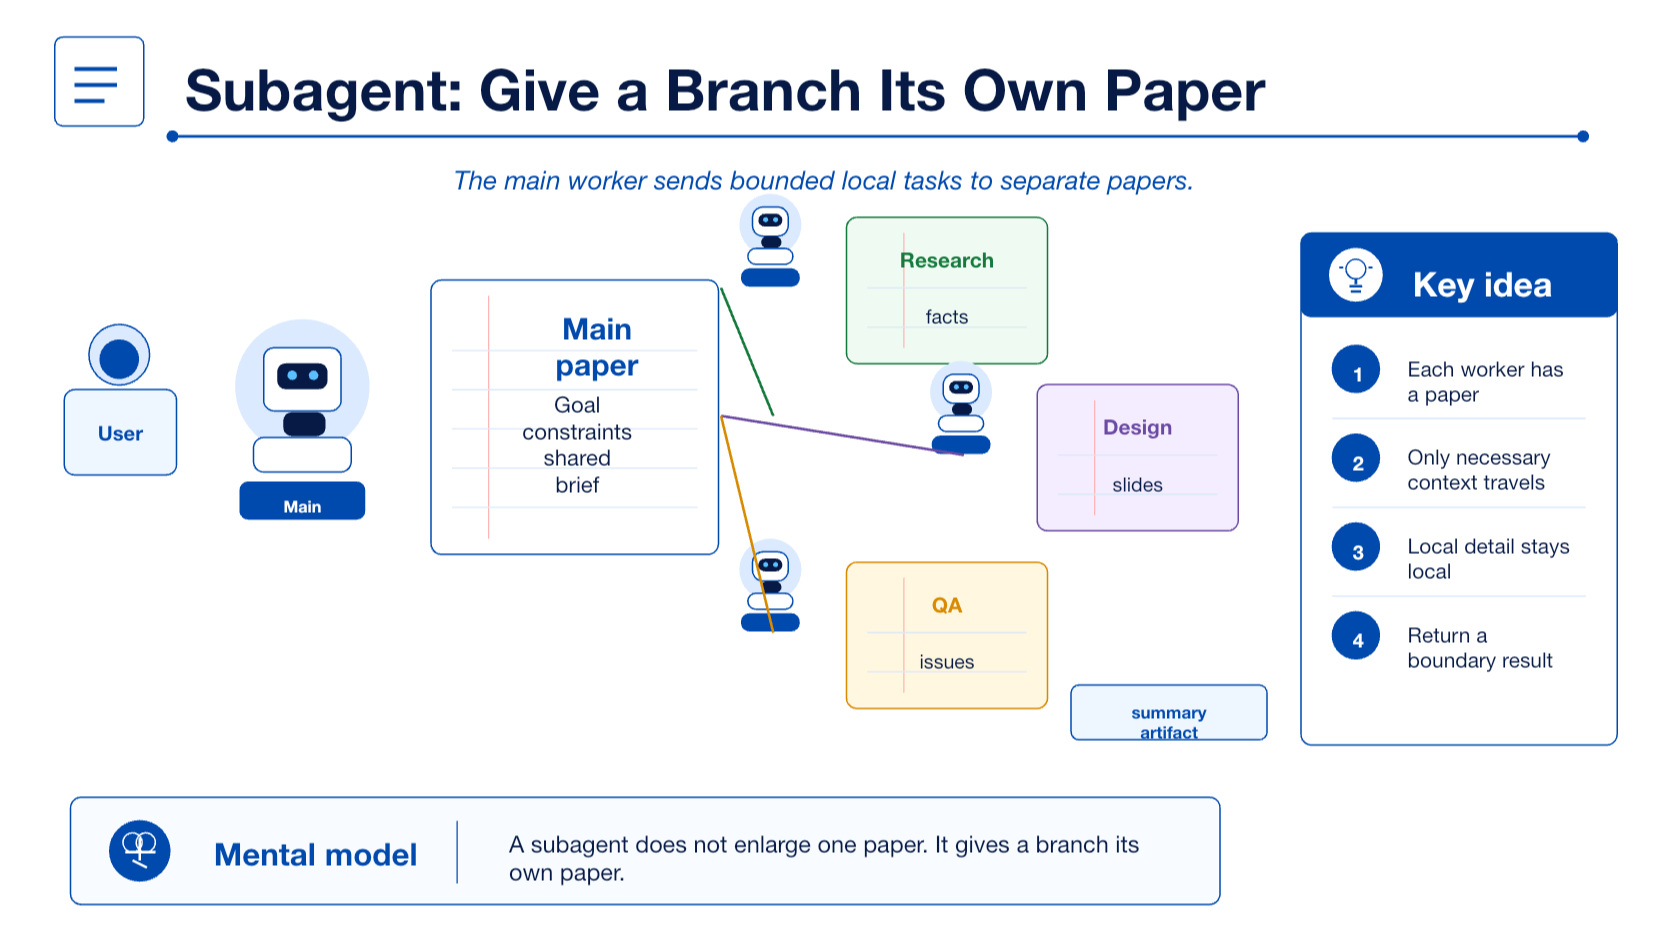 Subagent: Give a Branch Its Own Paper
The main worker sends bounded local tasks to separate papers.
User
Main
Main
paper
Goal
constraints
shared
brief
Research
facts
Design
slides
QA
issues
summary
artifact
Key idea
1
Each worker has
a paper
2
Only necessary
context travels
3
Local detail stays
local
4
Return a
boundary result
Mental model
A subagent does not enlarge one paper. It gives a branch its
own paper.